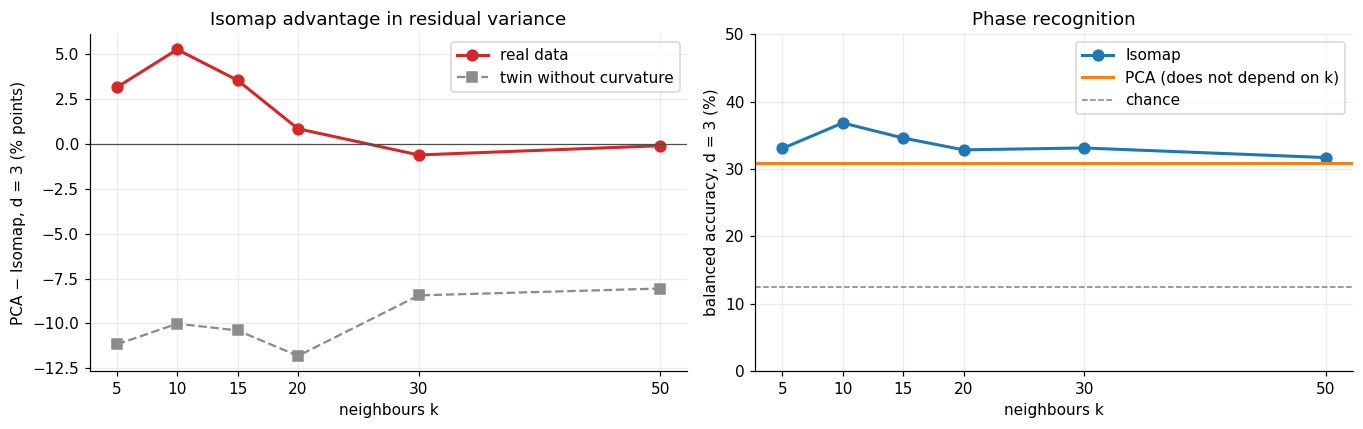 Isomap advantage in residual variance
PCA − Isomap, d = 3 (% points)
5.0
2.5
0.0
−2.5
−5.0
−7.5
−10.0
−12.5
real data
twin without curvature
5 10 15 20 30 50
neighbours k
Phase recognition
balanced accuracy, d = 3 (%)
50
40
30
20
10
0
Isomap
PCA (does not depend on k)
chance
5 10 15 20 30 50
neighbours k